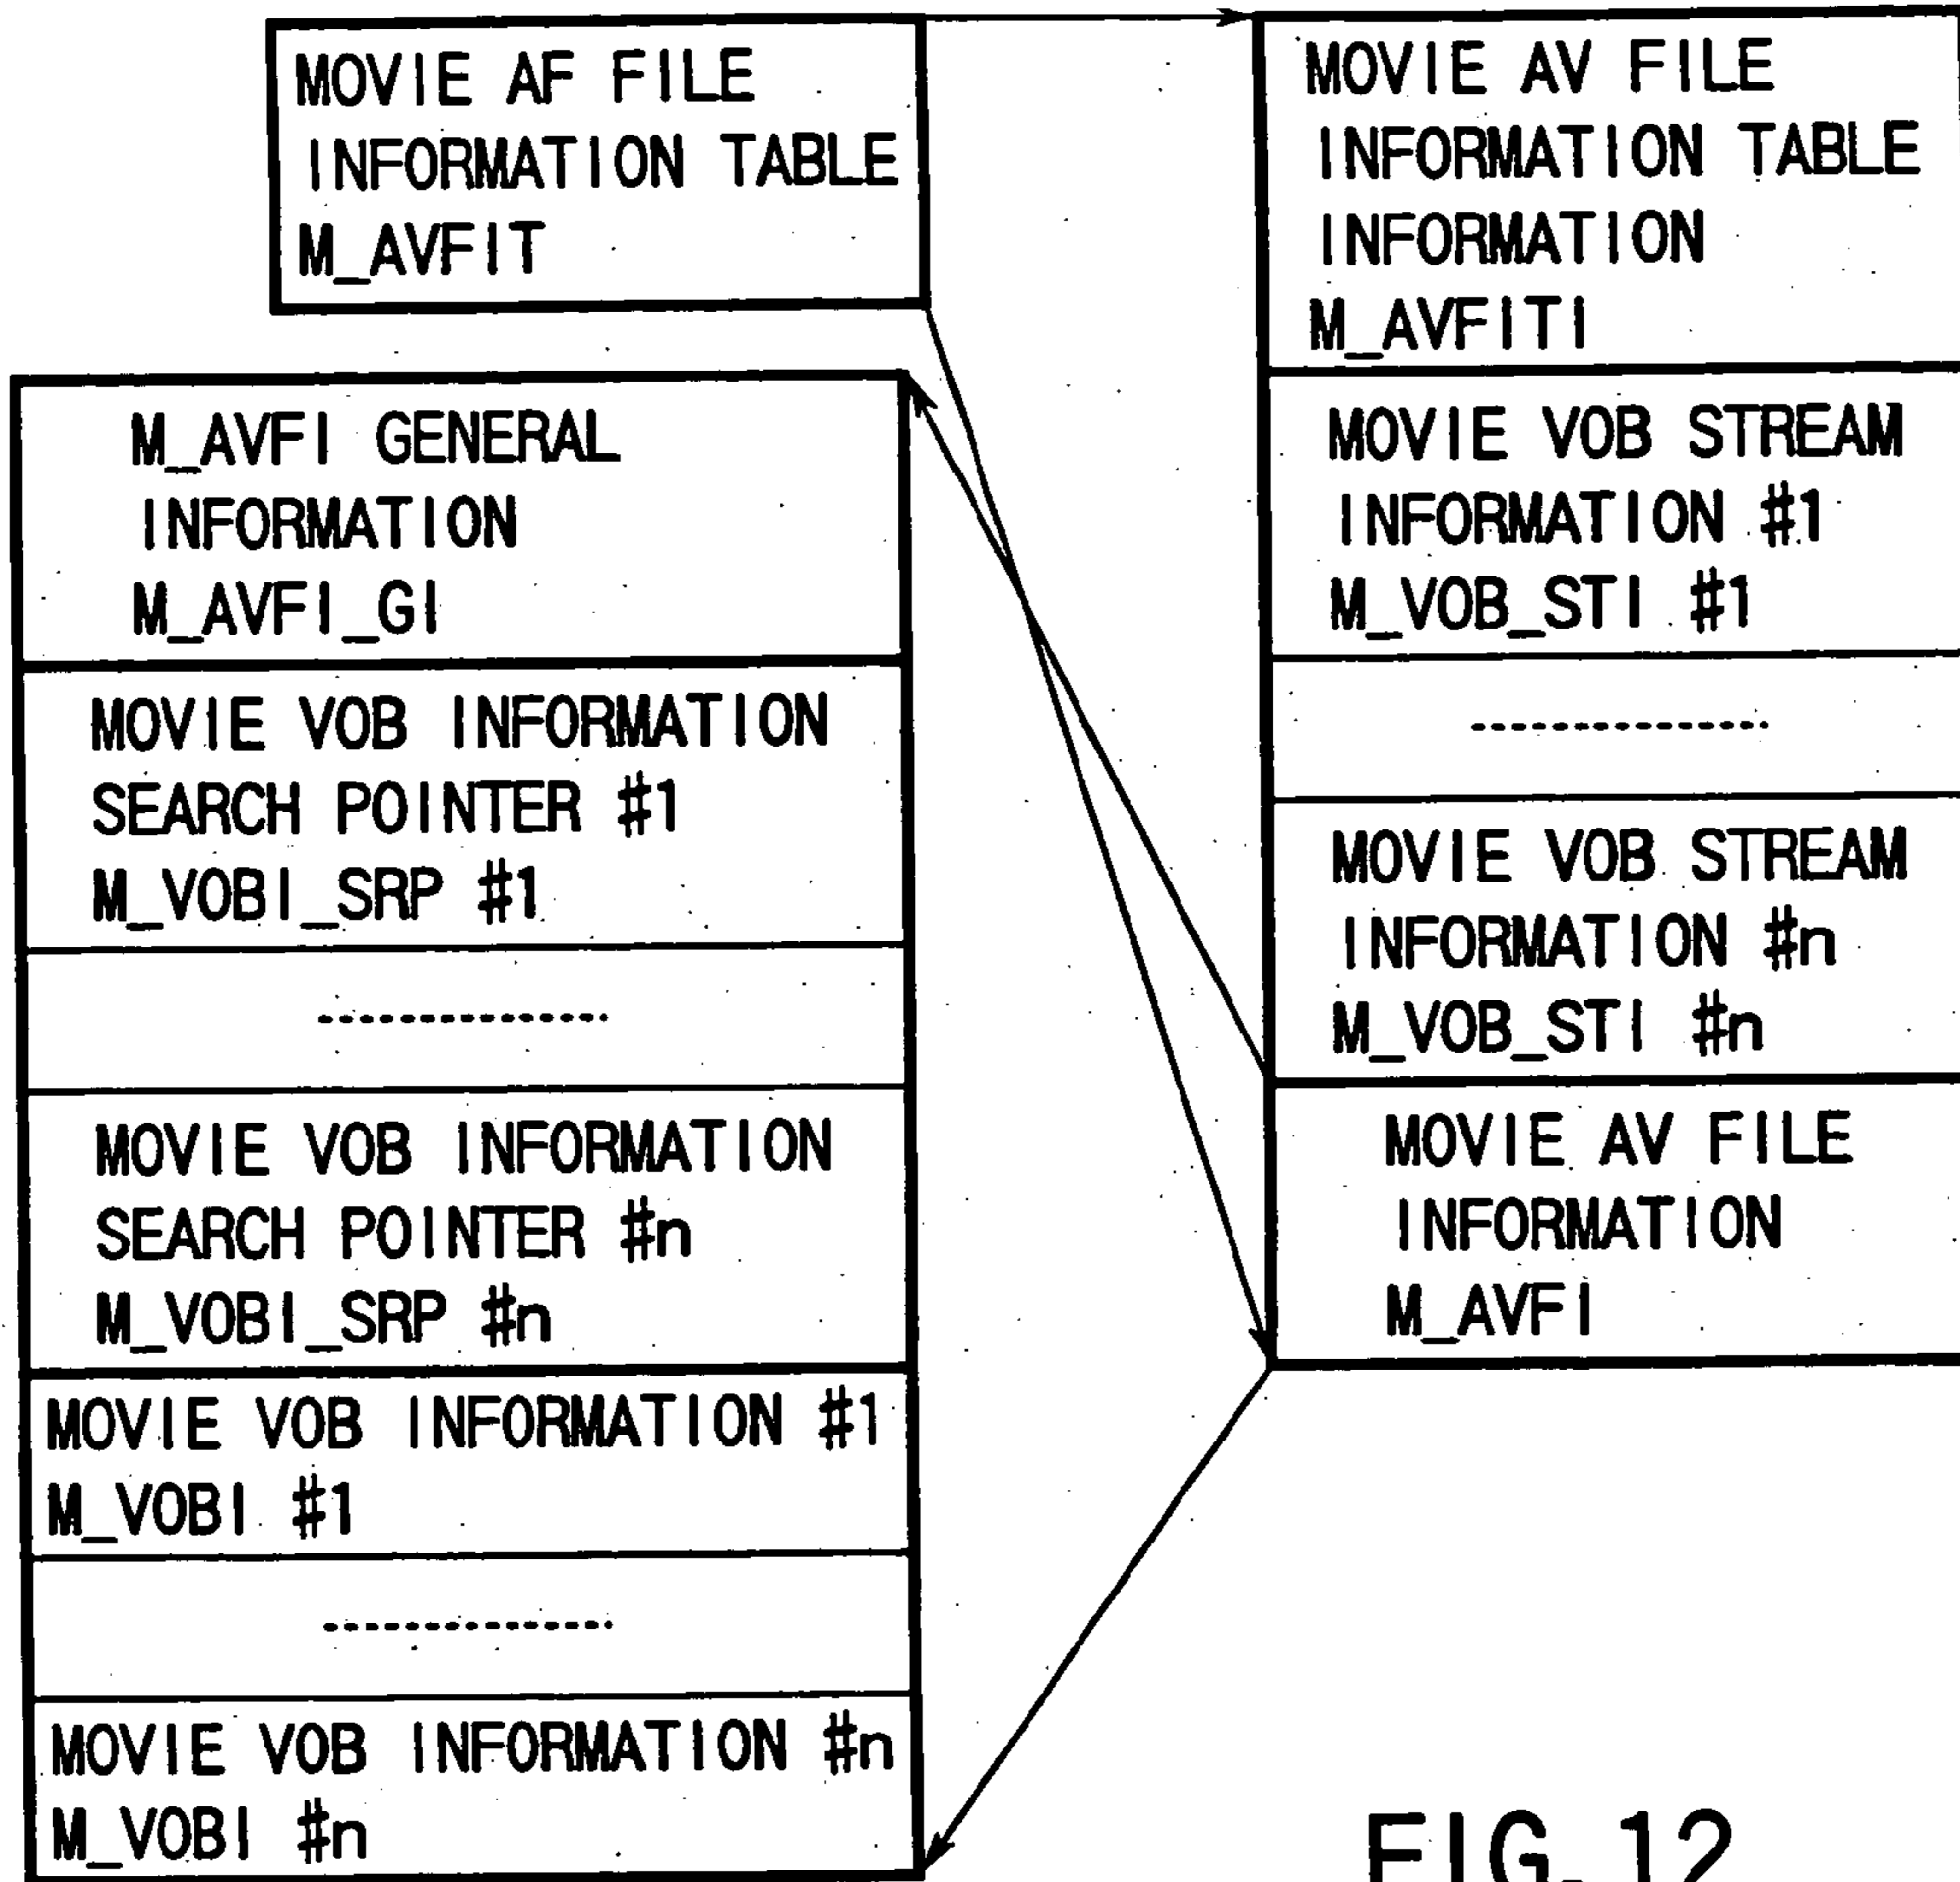 MOVIE AF FILE
INFORMATION TABLE
M_AVFIT
MOVIE AV FILE
INFORMATION TABLE
INFORMATION
M_AVFITI
MOVIE VOB STREAM
INFORMATION #1
M_VOB_STI #1
MOVIE VOB STREAM
INFORMATION #n
M_VOB_STI #n
MOVIE AV FILE
INFORMATION
M_AVFI
M_AVFI GENERAL
INFORMATION
M_AVFI_GI
MOVIE VOB INFORMATION
SEARCH POINTER #1
M_VOBI_SRP #1
MOVIE VOB INFORMATION
SEARCH POINTER #n
M_VOBI_SRP #n
MOVIE VOB INFORMATION #1
M_VOBI #1
MOVIE VOB INFORMATION #n
M_VOBI #n
FIG. 12